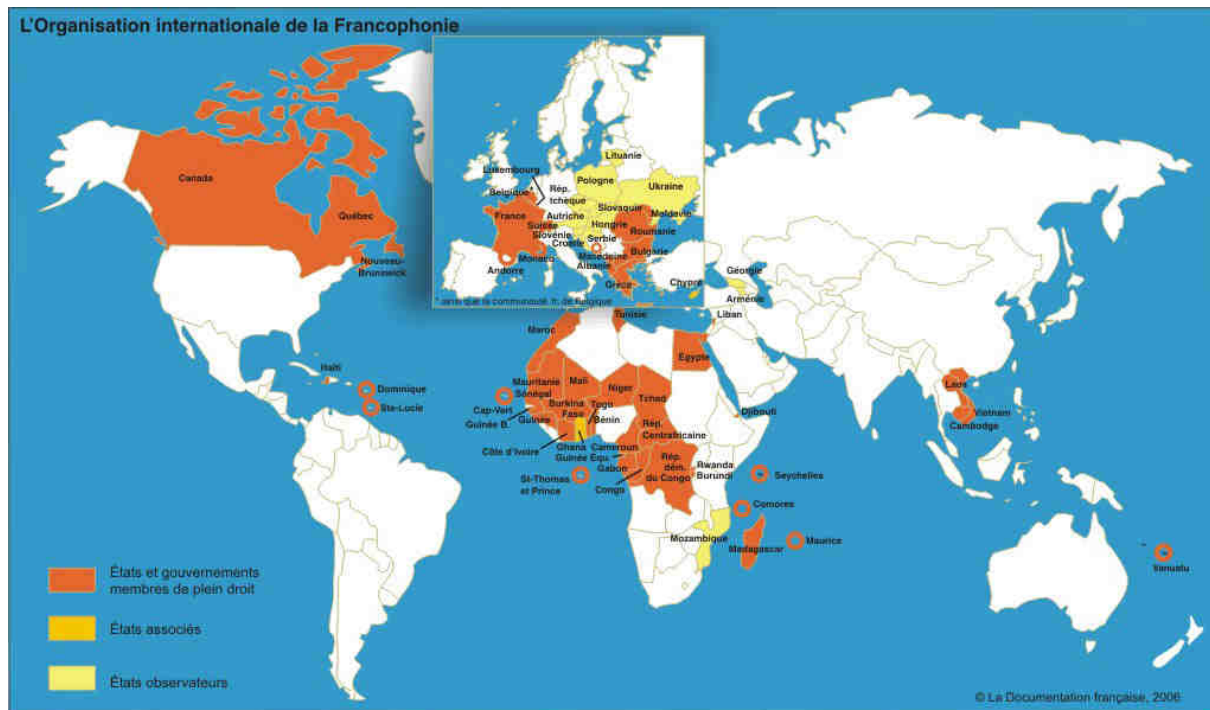 L'Organisation internationale de la Francophonie
Canada
Québec
Nouveau-
Brunswick
Lituanie
Luxembourg
Pologne
Belgique*
Rép.
tchèque
Ukraine
Slovaquie
France
Autriche
Moldavie
Suisse
Hongrie
Roumanie
Slovénie
Croatie
Serbie
Monaco
Macédoine
Bulgarie
Andorre
Albanie
Grèce
Chypre
* ainsi que la communauté fr. de Belgique
Géorgie
Arménie
Liban
Tunisie
Maroc
Egypte
Haïti
Dominique
Ste-Lucie
Mauritanie
Mali
Niger
Tchad
Sénégal
Cap-Vert
Burkina
Faso
Togo
Guinée B.
Guinée
Bénin
Djibouti
Côte d'Ivoire
Ghana
Cameroun
Rép.
Centrafricaine
Guinée Equ.
Gabon
Rép.
dém.
du Congo
Rwanda
Burundi
St-Thomas
et Prince
Congo
Seychelles
Comores
Mozambique
Madagascar
Maurice
Laos
Vietnam
Cambodge
Vanuatu
États et gouvernements
membres de plein droit
États associés
États observateurs
© La Documentation française, 2006